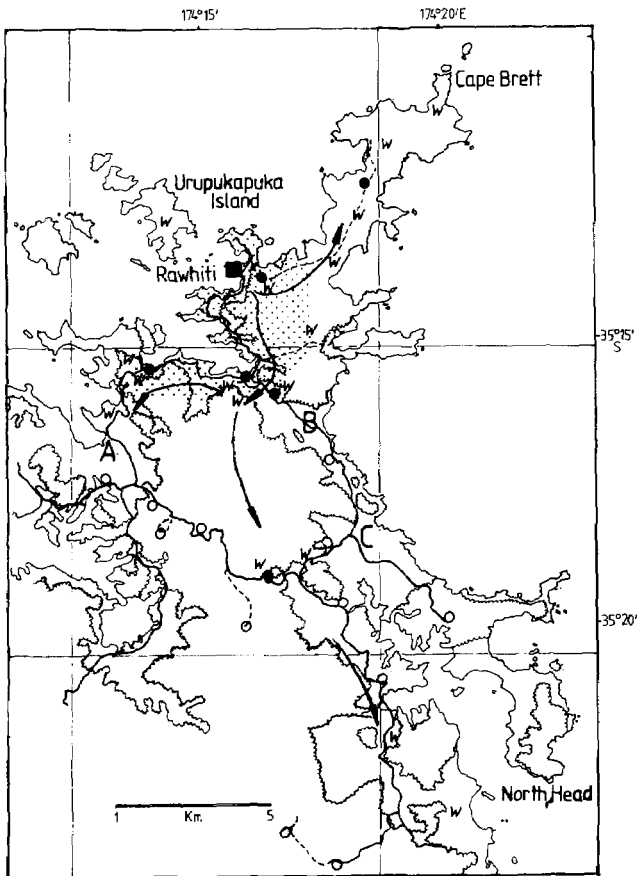 174°15'
174°20'E
Cape Brett
W
W
W
Urupukapuka
Island
W
W
Rawhiti
W
W
W
35°15'
S
W
W
W
W
W
W
B
A
C
W
W
35°20'
W
W
North Head
1
Km.
5